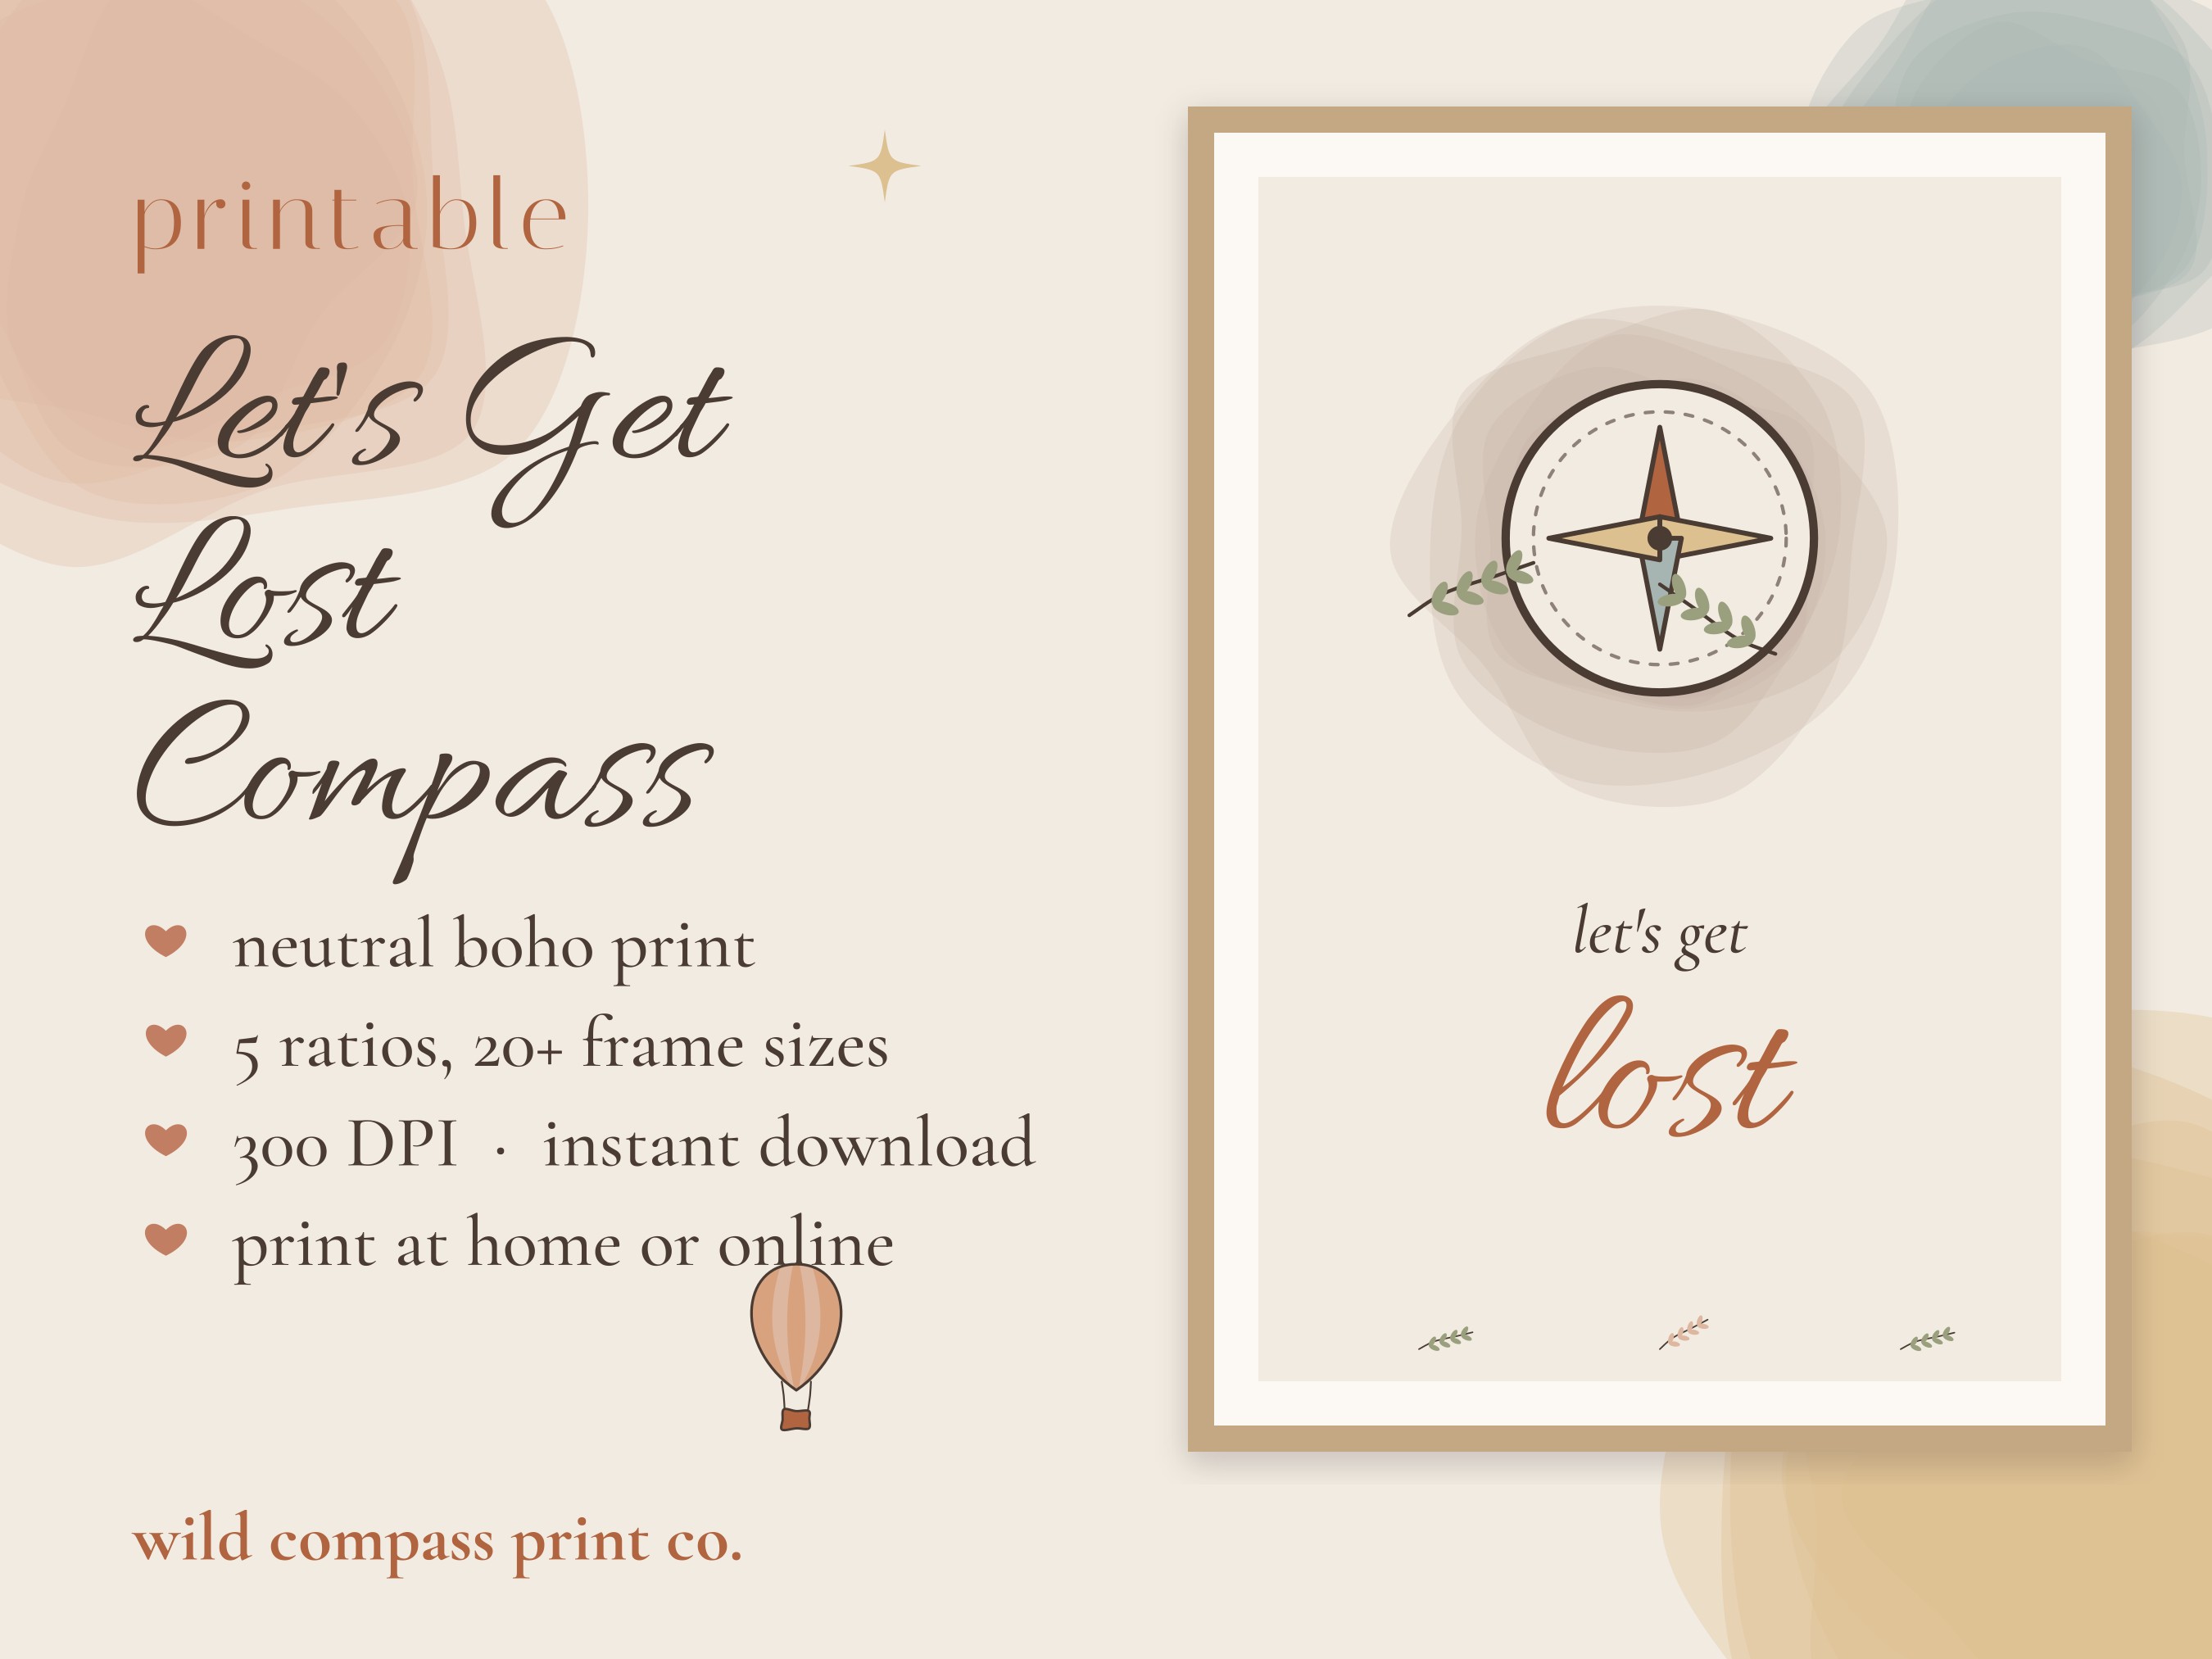 printable
Let's Get
Lost
Compass
neutral boho print
5 ratios, 20+ frame sizes
300 DPI · instant download
print at home or online
wild compass print co.
let's get
lost